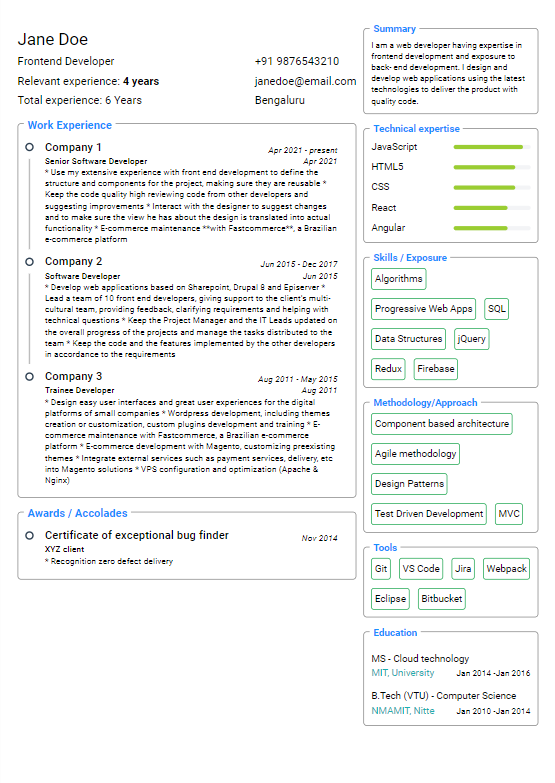 Jane Doe
Frontend Developer
+91 9876543210
Relevant experience: 4 years
janedoe@email.com
Total experience: 6 Years
Bengaluru
Work Experience
Company 1
Apr 2021 - present
Senior Software Developer
Apr 2021
* Use my extensive experience with front end development to define the
structure and components for the project, making sure they are reusable *
Keep the code quality high reviewing code from other developers and
suggesting improvements * Interact with the designer to suggest changes
and to make sure the view he has about the design is translated into actual
functionality * E-commerce maintenance **with Fastcommerce**, a Brazilian
e-commerce platform
Company 2
Jun 2015 - Dec 2017
Software Developer
Jun 2015
* Develop web applications based on Sharepoint, Drupal 8 and Episerver *
Lead a team of 10 front end developers, giving support to the client's multi-
cultural team, providing feedback, clarifying requirements and helping with
technical questions * Keep the Project Manager and the IT Leads updated on
the overall progress of the projects and manage the tasks distributed to the
team * Keep the code and the features implemented by the other developers
in accordance to the requirements
Company 3
Aug 2011 - May 2015
Trainee Developer
Aug 2011
* Design easy user interfaces and great user experiences for the digital
platforms of small companies * Wordpress development, including themes
creation or customization, custom plugins development and training * E-
commerce maintenance with Fastcommerce, a Brazilian e-commerce
platform * E-commerce development with Magento, customizing preexisting
themes * Integrate external services such as payment services, delivery, etc
into Magento solutions * VPS configuration and optimization (Apache &
Nginx)
Awards / Accolades
Certificate of exceptional bug finder
Nov 2014
XYZ client
* Recognition zero defect delivery
Summary
I am a web developer having expertise in
frontend development and exposure to
back- end development. I design and
develop web applications using the latest
technologies to deliver the product with
quality code.
Technical expertise
JavaScript
HTML5
CSS
React
Angular
Skills / Exposure
Algorithms
Progressive Web Apps SQL
Data Structures jQuery
Redux Firebase
Methodology/Approach
Component based architecture
Agile methodology
Design Patterns
Test Driven Development MVC
Tools
Git VS Code Jira Webpack
Eclipse Bitbucket
Education
MS - Cloud technology
MIT, University Jan 2014 -Jan 2016
B.Tech (VTU) - Computer Science
NMAMIT, Nitte Jan 2010 -Jan 2014